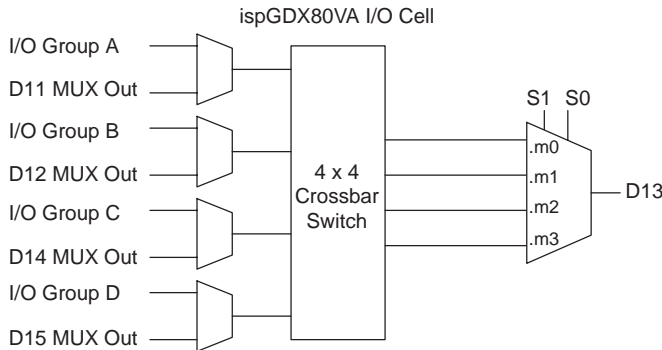 ispGDX80VA I/O Cell
I/O Group A
D11 MUX Out
I/O Group B
D12 MUX Out
I/O Group C
D14 MUX Out
I/O Group D
D15 MUX Out
4 x 4
Crossbar
Switch
S1 S0
.m0
.m1
.m2
.m3
D13